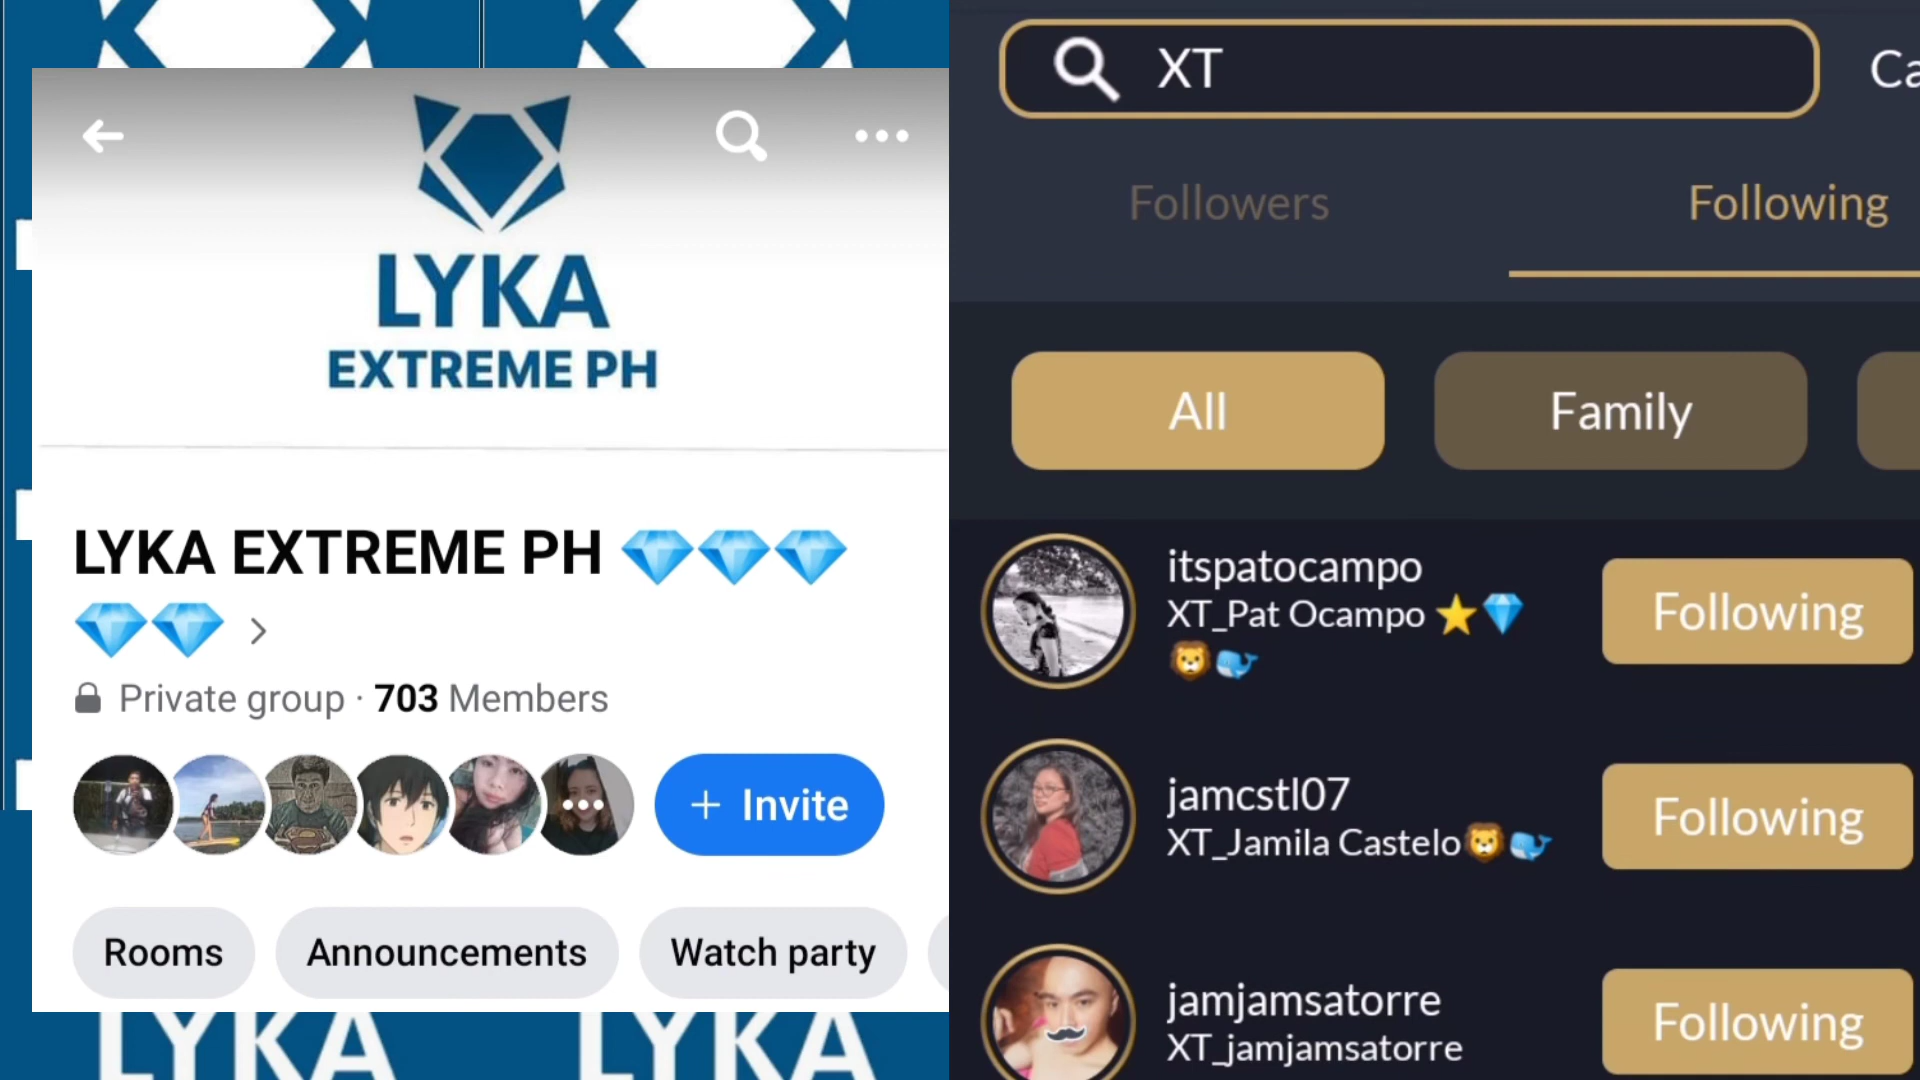 LYKA
EXTREME PH
LYKA EXTREME PH 💎💎💎
💎💎 >
Private group · 703 Members
+ Invite
Rooms
Announcements
Watch party
LYKA
LYKA
XT
Followers
Following
All
Family
itspatocampo
XT_Pat Ocampo ⭐💎
🦁🐳
Following
jamcstl07
XT_Jamila Castelo🦁🐳
Following
jamjamsatorre
XT_jamjamsatorre
Following